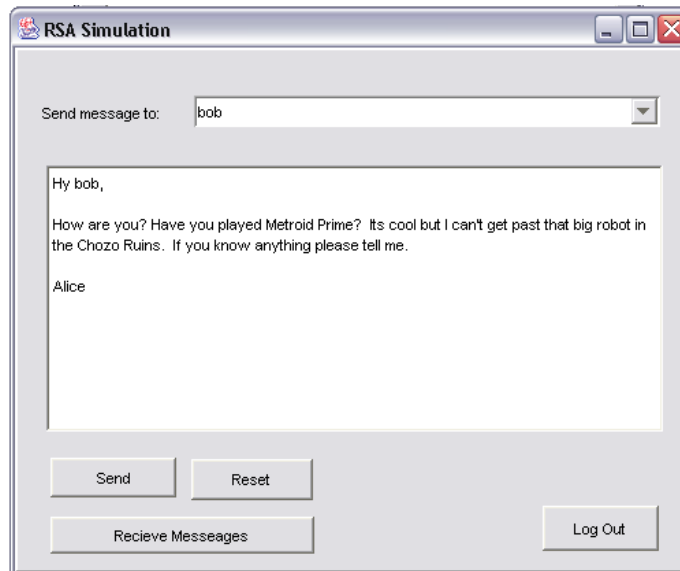 RSA Simulation
Send message to:
bob
Hy bob,
How are you? Have you played Metroid Prime?  Its cool but I can't get past that big robot in
the Chozo Ruins.  If you know anything please tell me.
Alice
Send
Reset
Recieve Messeages
Log Out